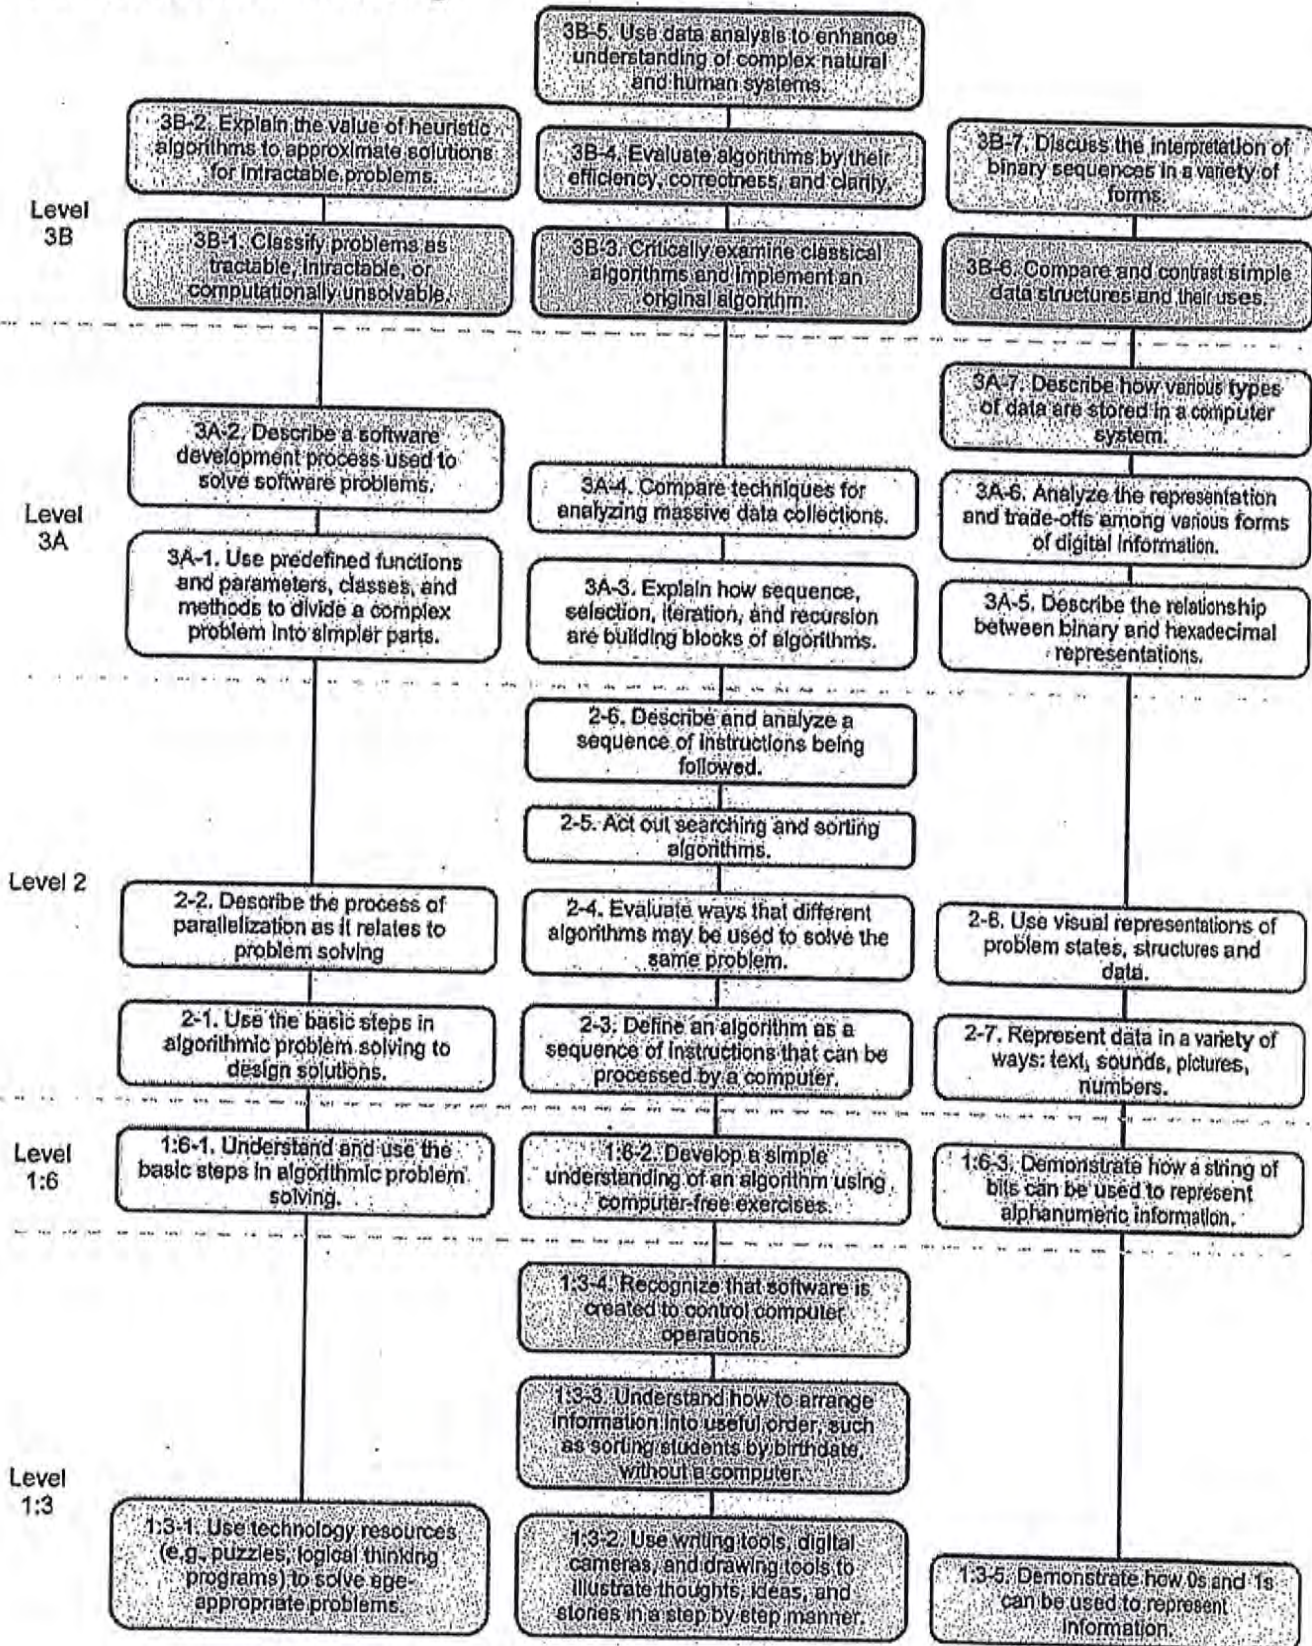 3B-5. Use data analysis to enhance
understanding of complex natural
and human systems.
3B-2. Explain the value of heuristic
algorithms to approximate solutions
for intractable problems.
3B-4. Evaluate algorithms by their
efficiency, correctness, and clarity.
3B-7. Discuss the interpretation of
binary sequences in a variety of
forms.
Level
3B
3B-1. Classify problems as
tractable, intractable, or
computationally unsolvable.
3B-3. Critically examine classical
algorithms and implement an
original algorithm.
3B-6. Compare and contrast simple
data structures and their uses.
3A-7. Describe how various types
of data are stored in a computer
system.
3A-2. Describe a software
development process used to
solve software problems.
3A-4. Compare techniques for
analyzing massive data collections.
3A-6. Analyze the representation
and trade-offs among various forms
of digital information.
Level
3A
3A-1. Use predefined functions
and parameters, classes, and
methods to divide a complex
problem into simpler parts.
3A-3. Explain how sequence,
selection, iteration, and recursion
are building blocks of algorithms.
3A-5. Describe the relationship
between binary and hexadecimal
representations.
2-6. Describe and analyze a
sequence of instructions being
followed.
2-5. Act out searching and sorting
algorithms.
Level 2
2-2. Describe the process of
parallelization as it relates to
problem solving
2-4. Evaluate ways that different
algorithms may be used to solve the
same problem.
2-8. Use visual representations of
problem states, structures and
data.
2-1. Use the basic steps in
algorithmic problem solving to
design solutions.
2-3. Define an algorithm as a
sequence of instructions that can be
processed by a computer.
2-7. Represent data in a variety of
ways: text, sounds, pictures,
numbers.
Level
1:6
1:6-1. Understand and use the
basic steps in algorithmic problem
solving.
1:6-2. Develop a simple
understanding of an algorithm using
computer-free exercises.
1:6-3. Demonstrate how a string of
bits can be used to represent
alphanumeric information.
1:3-4. Recognize that software is
created to control computer
operations.
1:3-3. Understand how to arrange
information into useful order, such
as sorting students by birthdate,
without a computer.
Level
1:3
1:3-1. Use technology resources
(e.g., puzzles, logical thinking
programs) to solve age-
appropriate problems.
1:3-2. Use writing tools, digital
cameras, and drawing tools to
illustrate thoughts, ideas, and
stories in a step by step manner.
1:3-5. Demonstrate how 0s and 1s
can be used to represent
information.